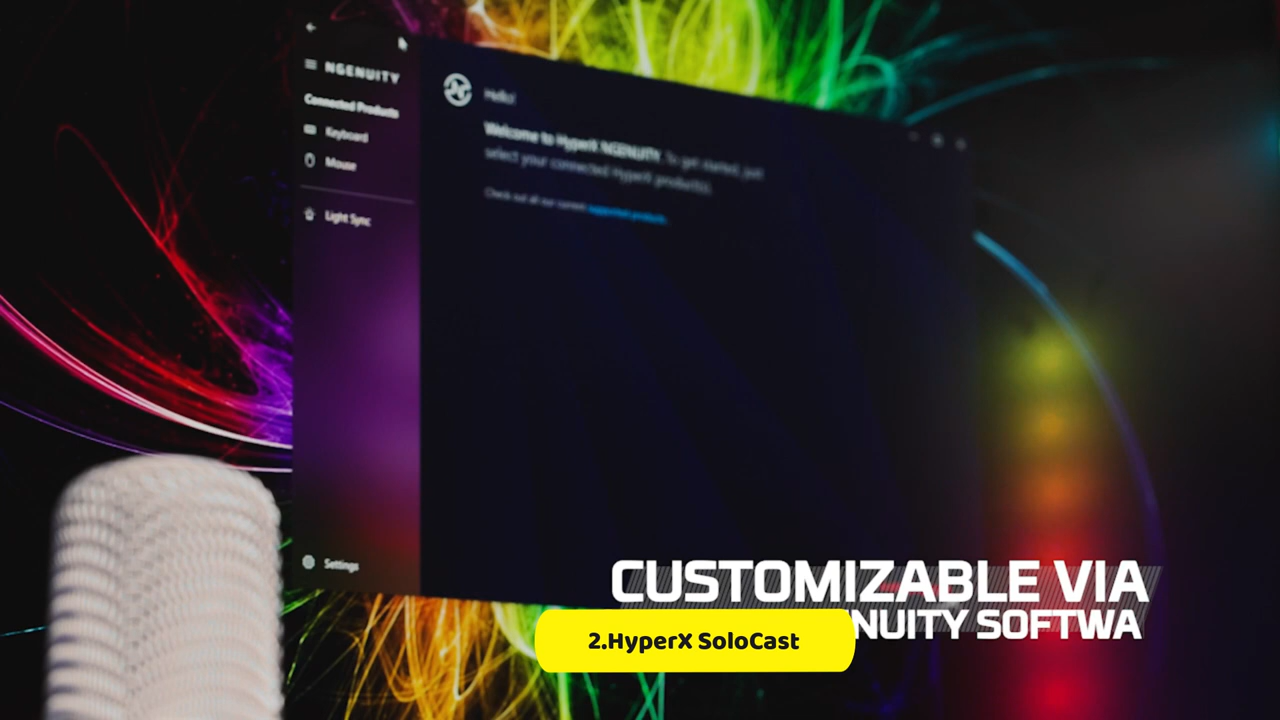 NGENUITY
Connected Products
Keyboard
Mouse
Light Sync
Settings
Hello!
Welcome to HyperX NGENUITY. To get started, just
select your connected HyperX product(s).
Check out all our current supported products.
CUSTOMIZABLE VIA
NUITY SOFTWA
2.HyperX SoloCast